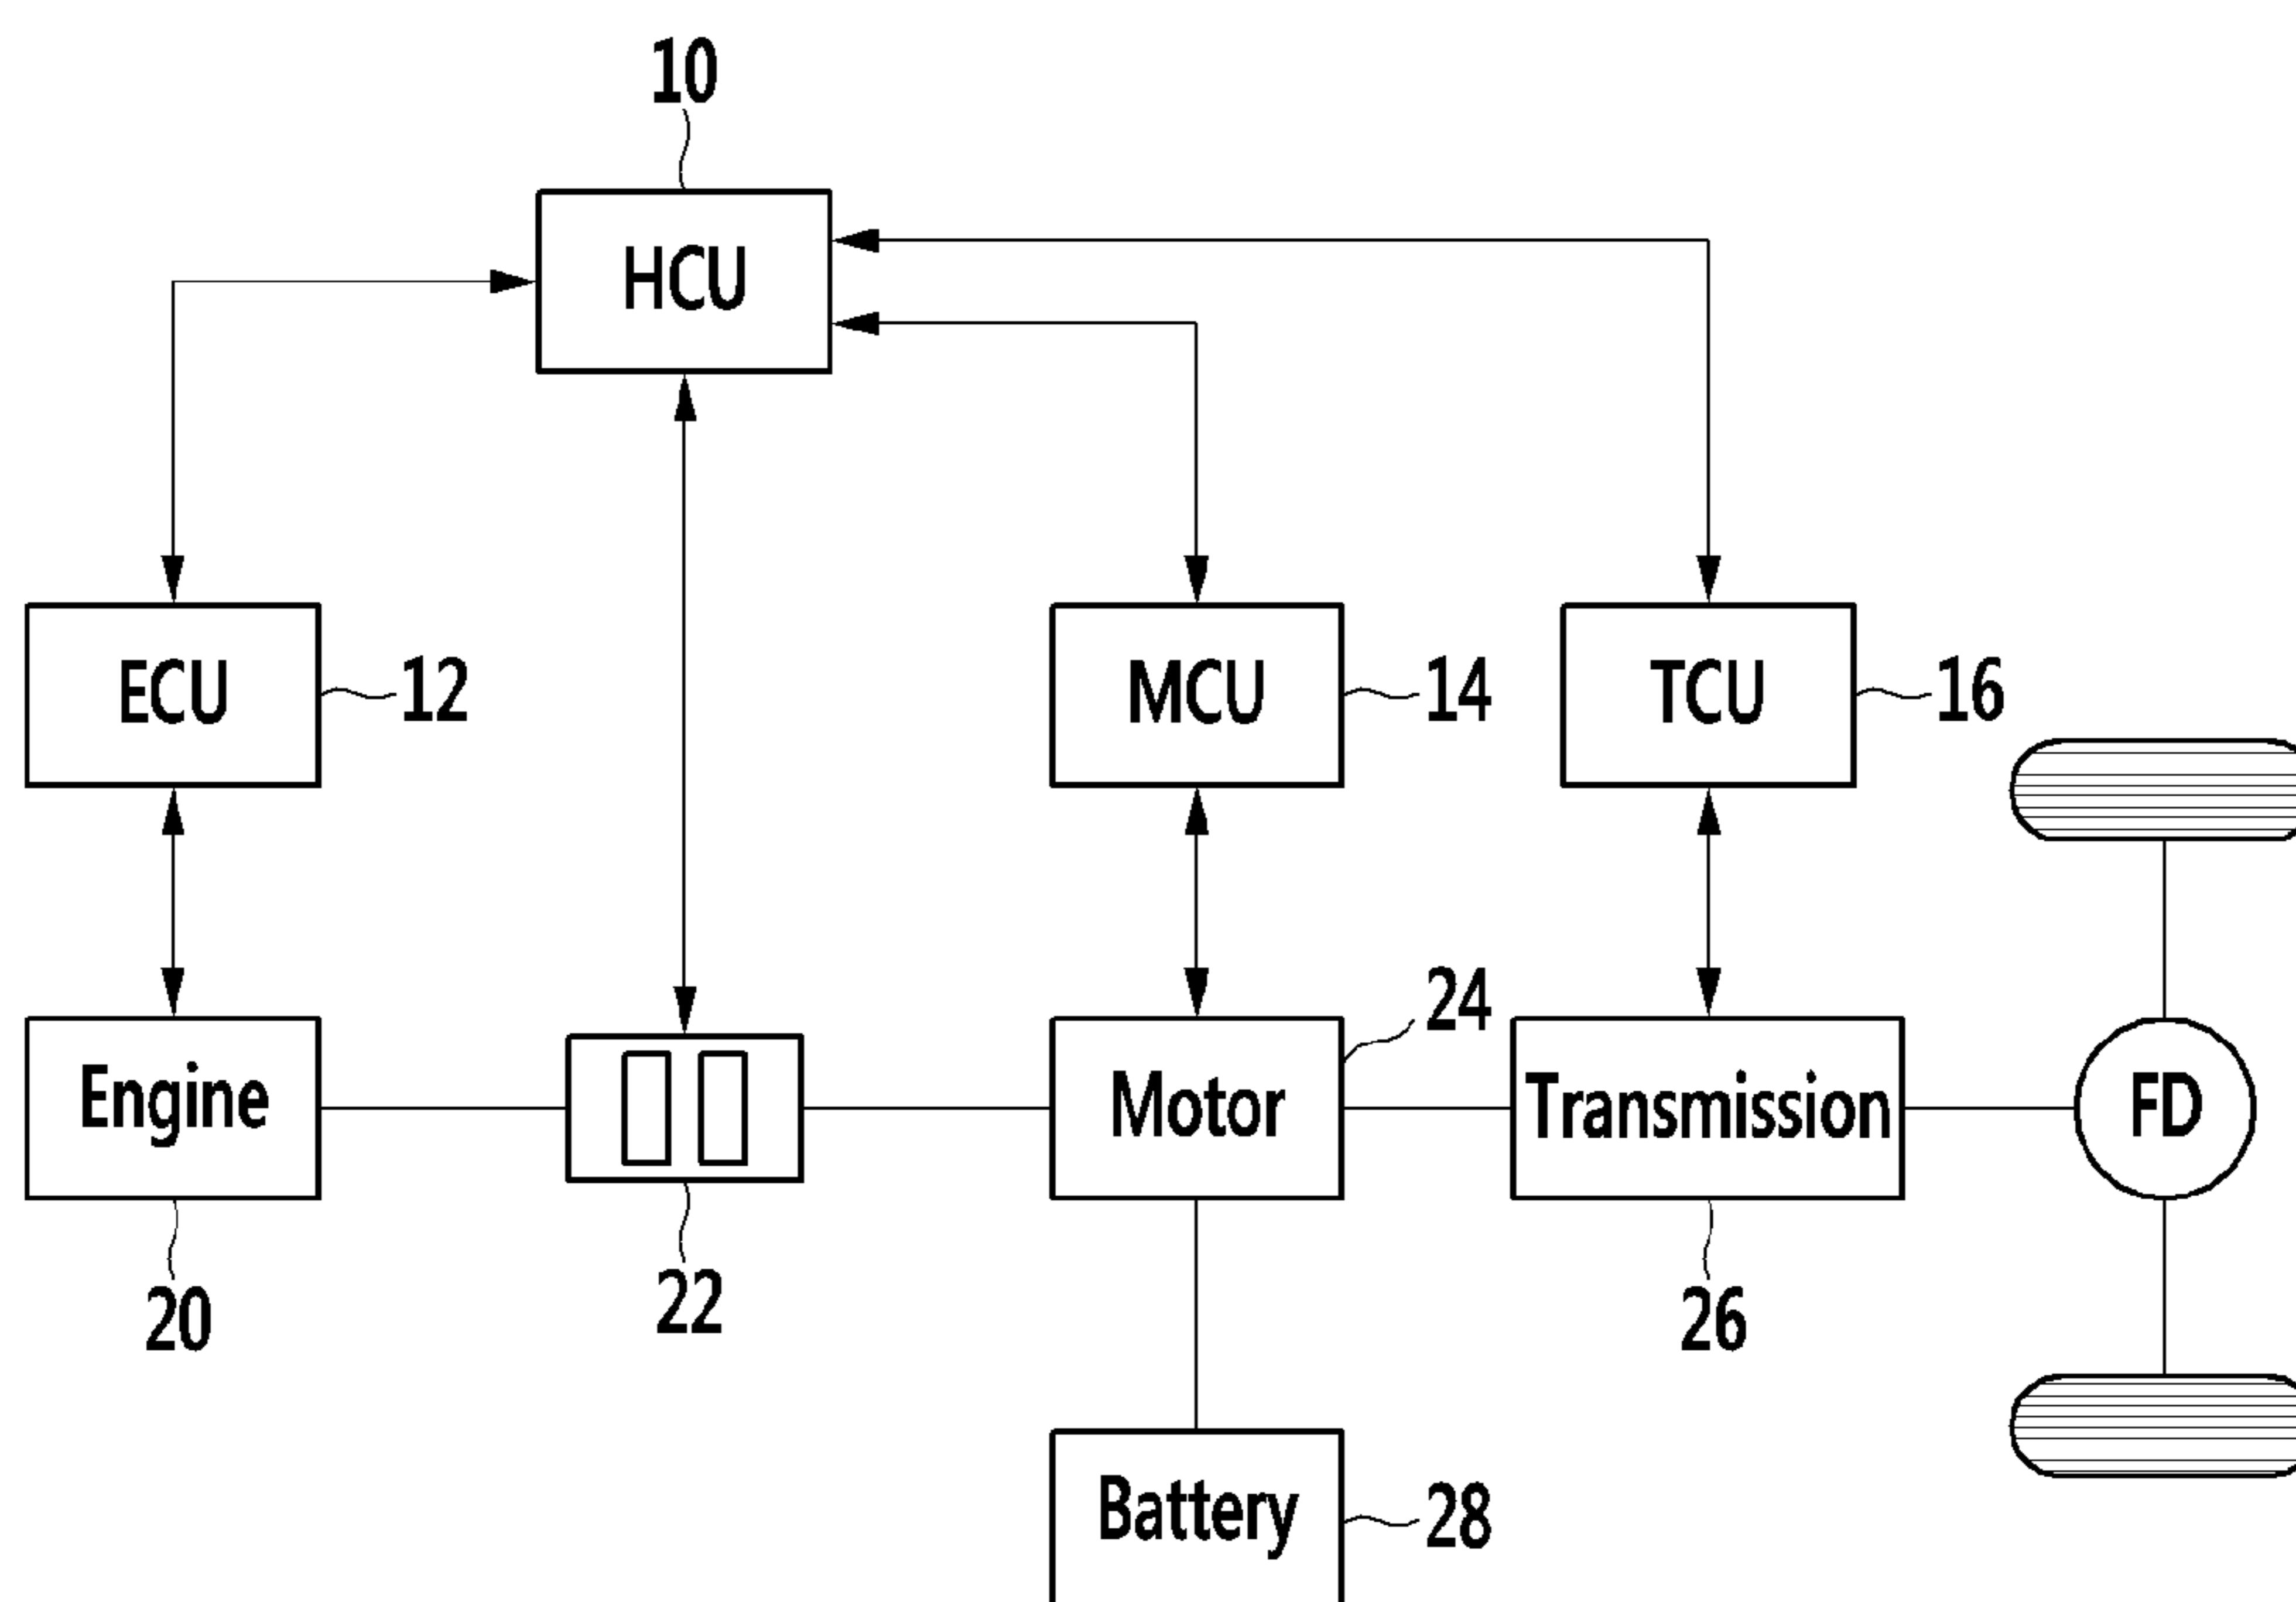 10
HCU
ECU
12
MCU
14
TCU
16
24
Engine
Motor
Transmission
FD
20
22
26
Battery
28